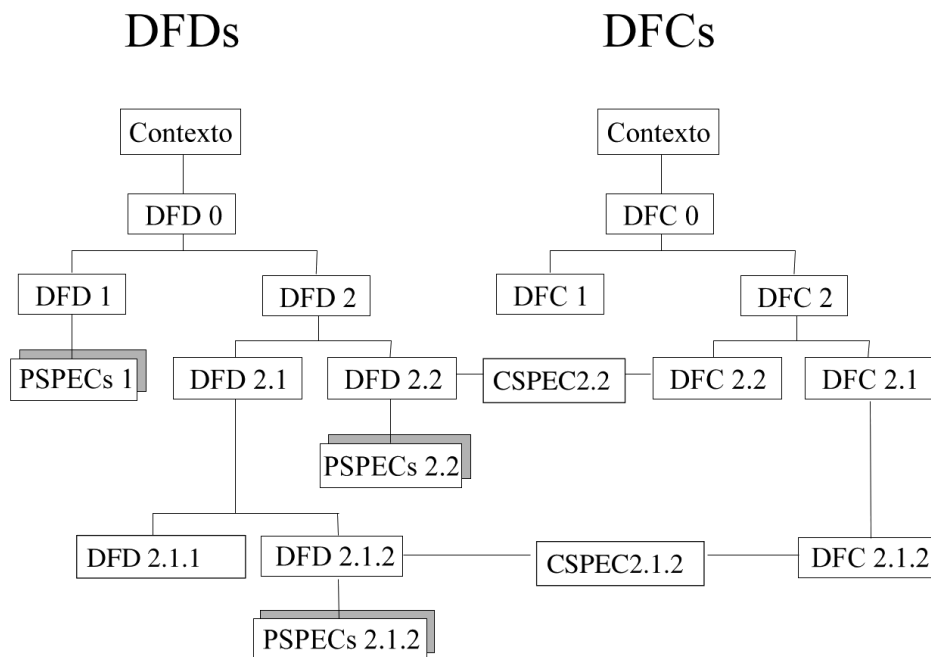 DFDs DFCs
Contexto Contexto
DFD 0 DFC 0
DFD 1 DFD 2 DFC 1 DFC 2
PSPECs 1 DFD 2.1 DFD 2.2 CSPEC2.2 DFC 2.2 DFC 2.1
PSPECs 2.2
DFD 2.1.1 DFD 2.1.2 CSPEC2.1.2 DFC 2.1.2
PSPECs 2.1.2